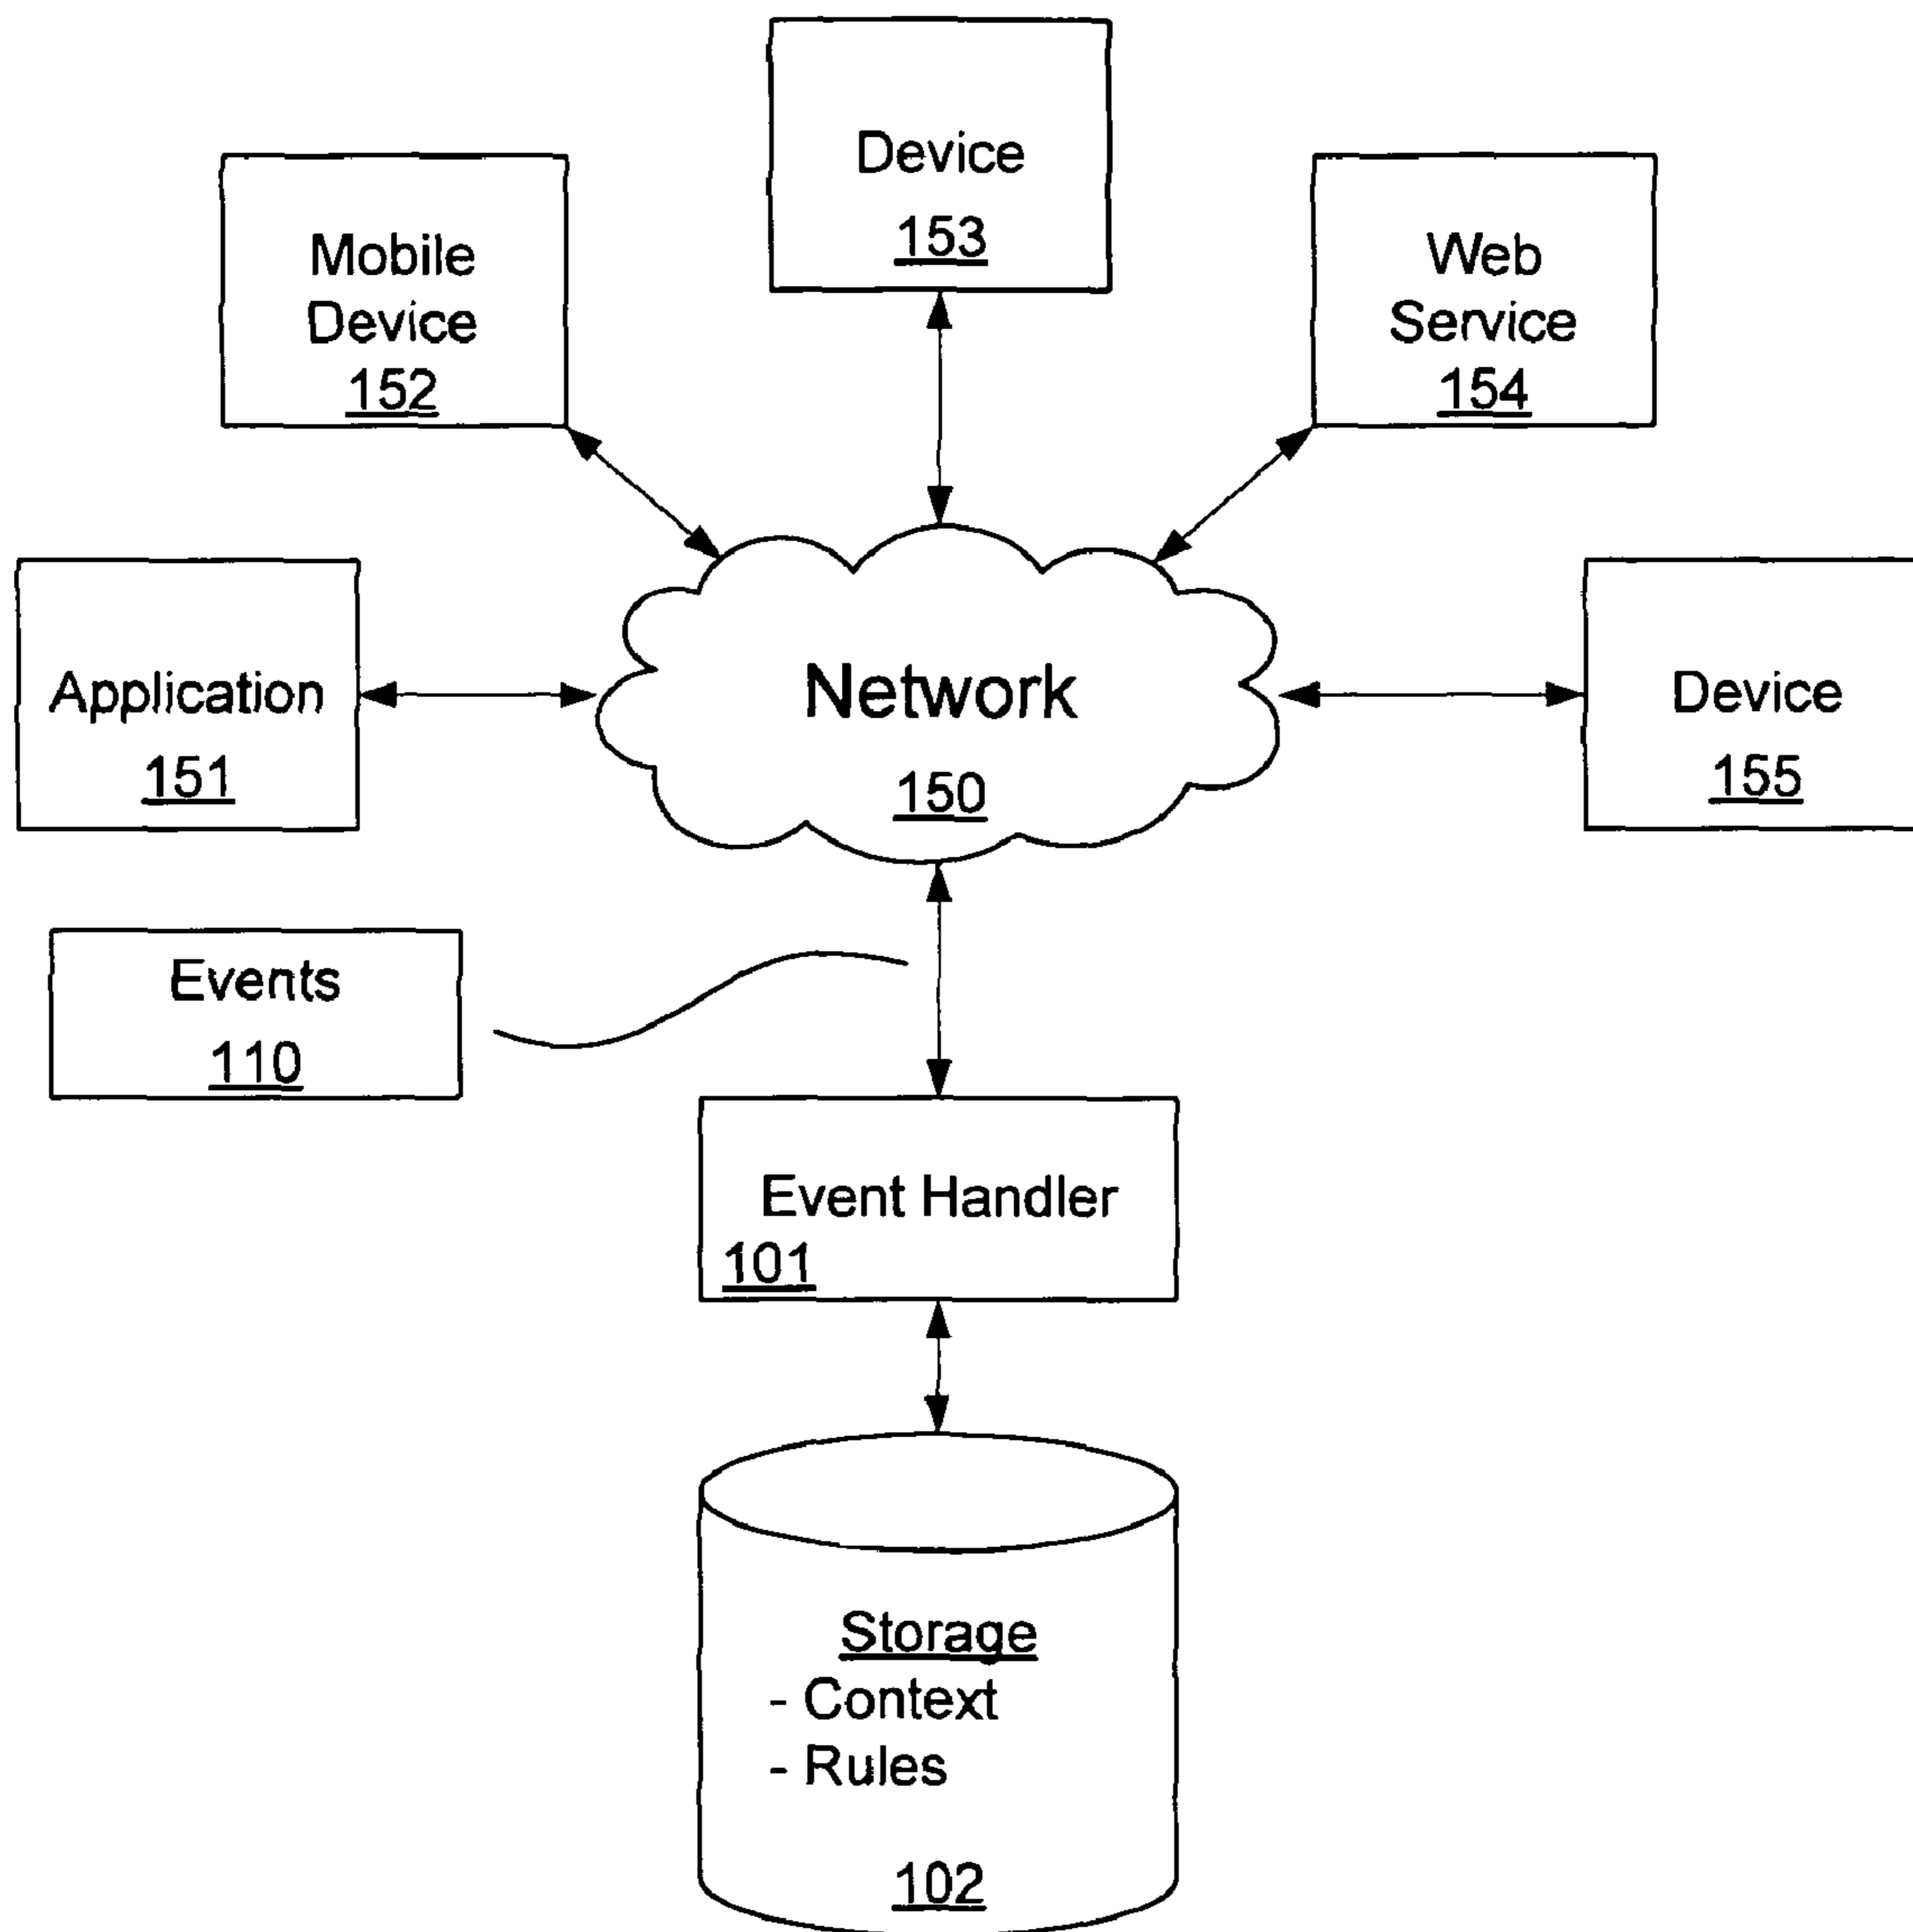 Device
153
Mobile
Device
152
Web
Service
154
Application
151
Network
150
Device
155
Events
110
Event Handler
101
Storage
- Context
- Rules
102